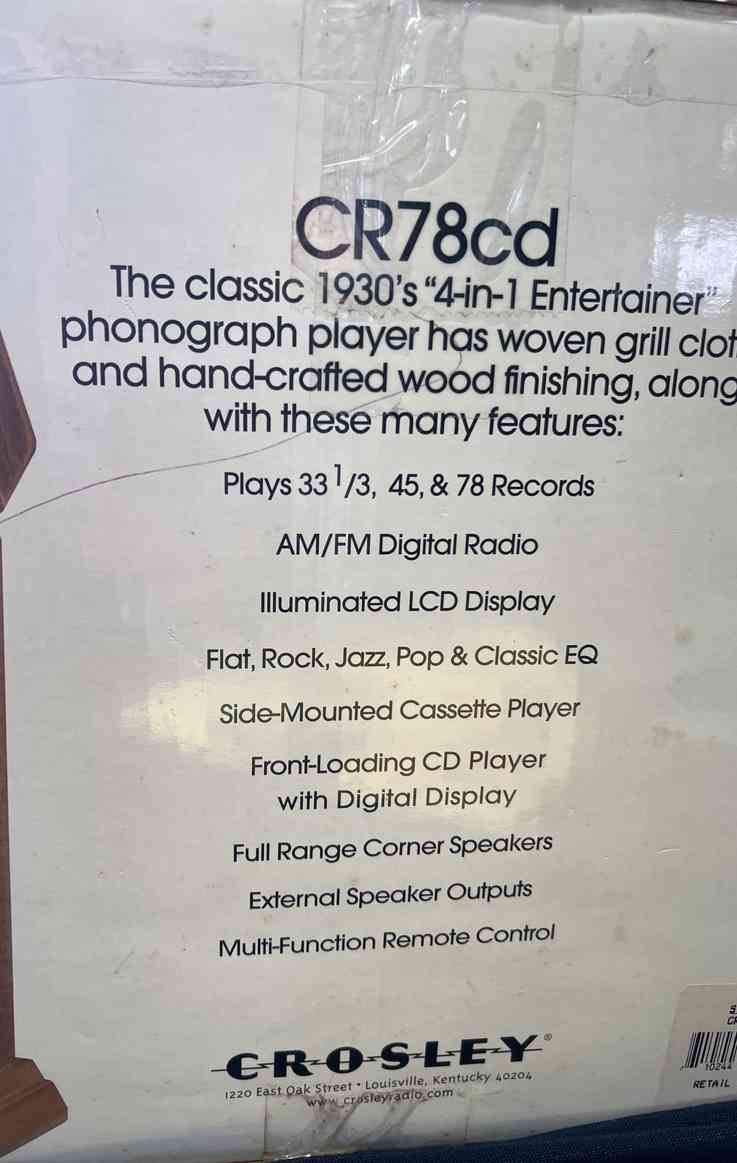 CR78cd
The classic 1930's "4-in-1 Entertainer"
phonograph player has woven grill
and hand-crafted wood finishing, along
with these many features:
Plays 33 1/3, 45, & 78 Records
AM/FM Digital Radio
Illuminated LCD Display
Flat, Rock, Jazz, Pop & Classic EQ
Side-Mounted Cassette Player
Front-Loading CD Player
with Digital Display
Full Range Corner Speakers
External Speaker Outputs
Multi-Function Remote Control
CROSLEY®
1220 East Oak Street • Louisville, Kentucky 40204
www.crosleyradio.com
RETAIL